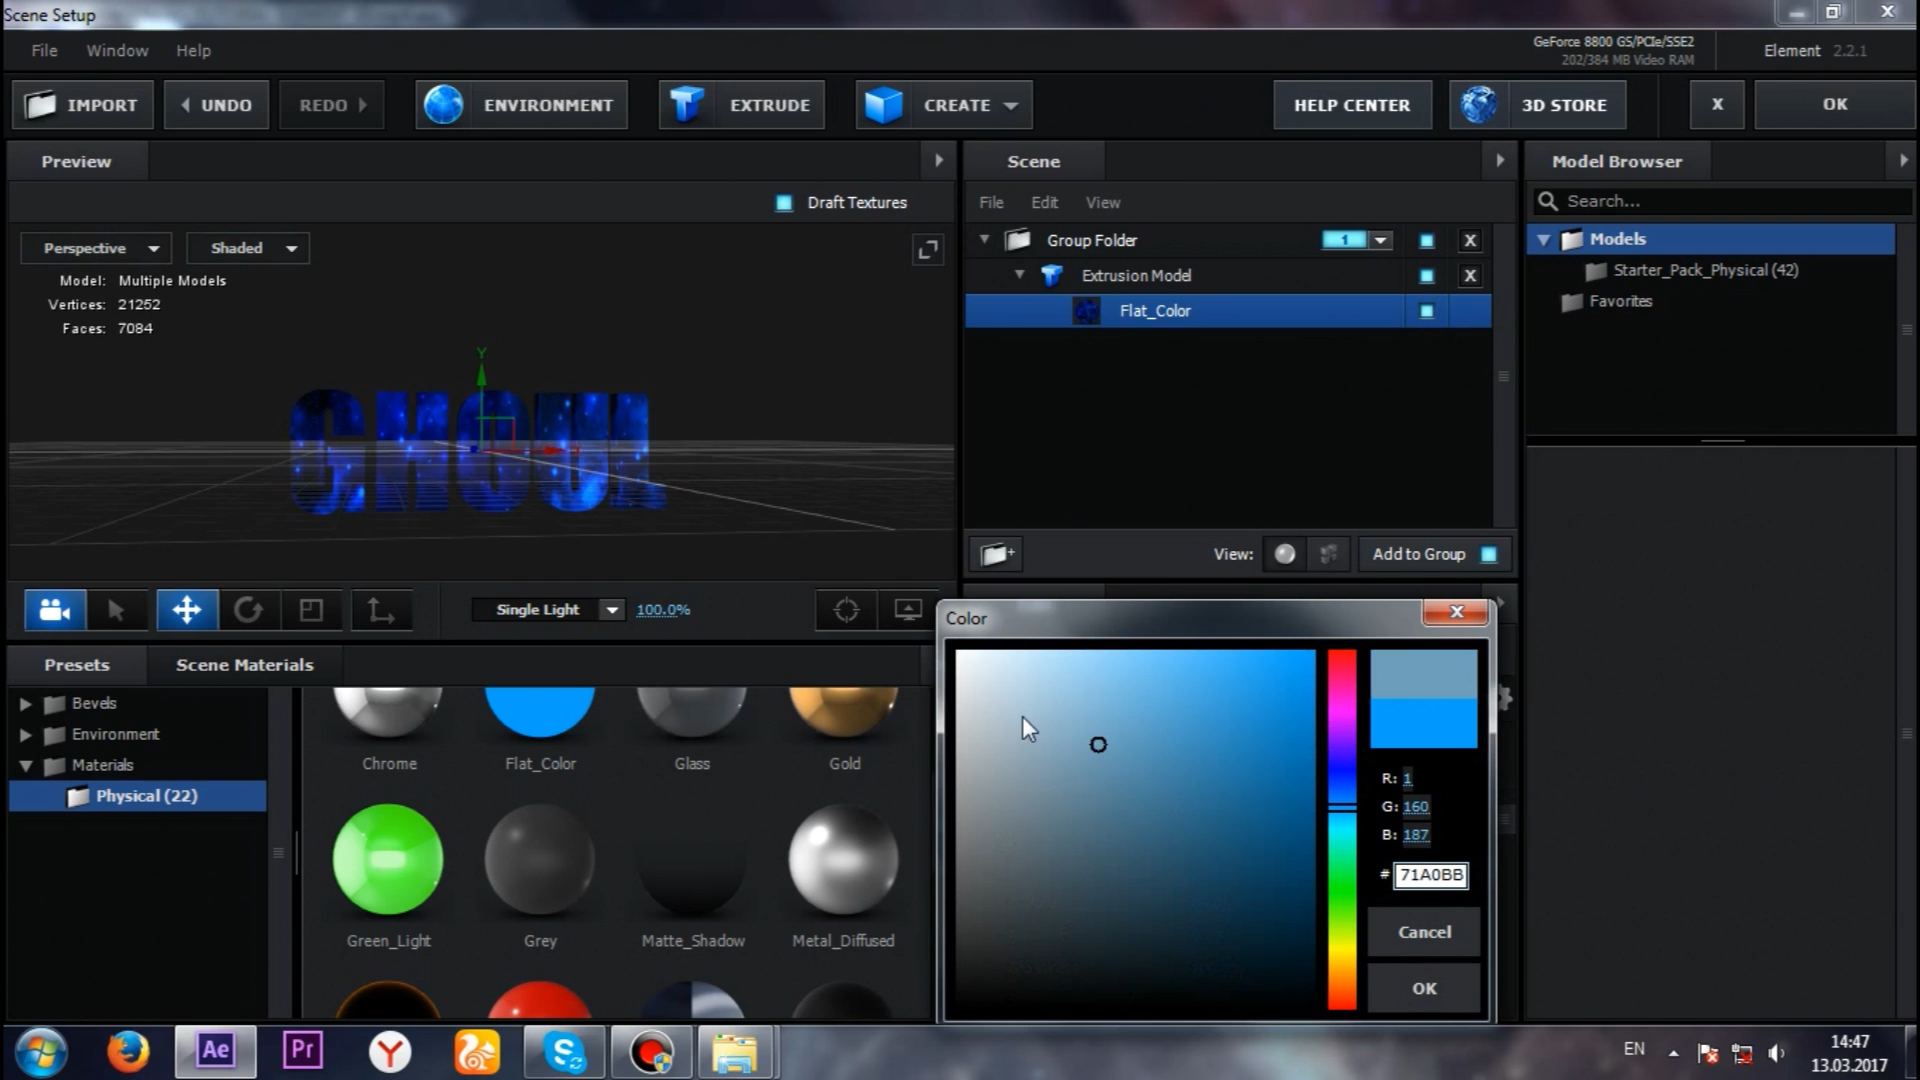 Scene Setup
File Window Help
GeForce 8800 GS/PCIe/SSE2
202/384 MB Video RAM
Element 2.2.1
IMPORT UNDO REDO ENVIRONMENT EXTRUDE CREATE HELP CENTER 3D STORE X OK
Preview
Draft Textures
Perspective Shaded
Model: Multiple Models
Vertices: 21252
Faces: 7084
Y
GHOUL
Single Light 100.0%
Scene
File Edit View
Group Folder 1 X
Extrusion Model X
Flat_Color
View: Add to Group
Model Browser
Search...
Models
Starter_Pack_Physical (42)
Favorites
Presets Scene Materials
Bevels
Environment
Materials
Physical (22)
Chrome Flat_Color Glass Gold
Green_Light Grey Matte_Shadow Metal_Diffused
Color
R: 1
G: 160
B: 187
# 71A0BB
Cancel
OK
Ae Pr Y S
EN
14:47
13.03.2017